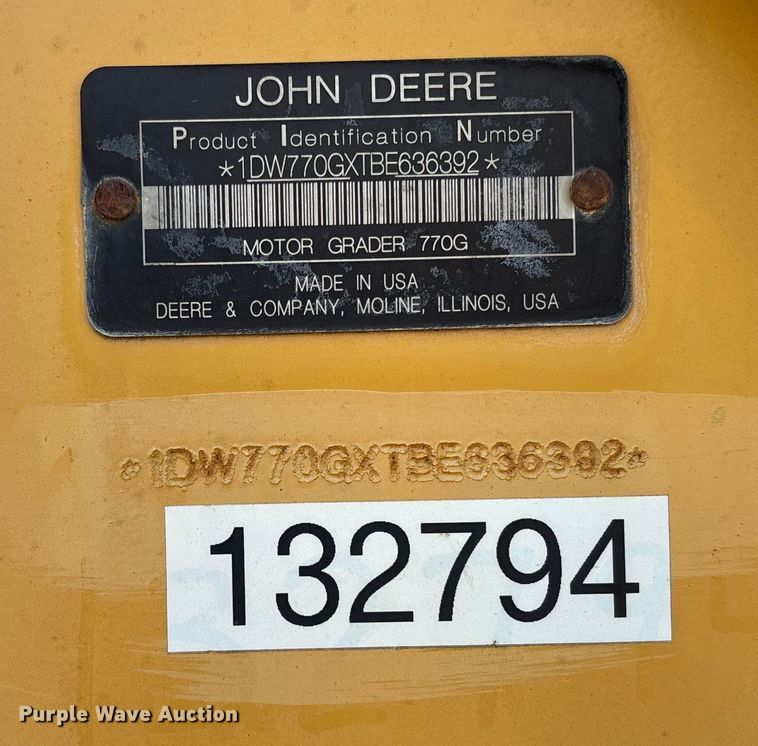 JOHN DEERE
Product Identification Number
*1DW770GXTBE636392*
MOTOR GRADER 770G
MADE IN USA
DEERE & COMPANY, MOLINE, ILLINOIS, USA
*1DW770GXTBE636392*
132794
Purple Wave Auction